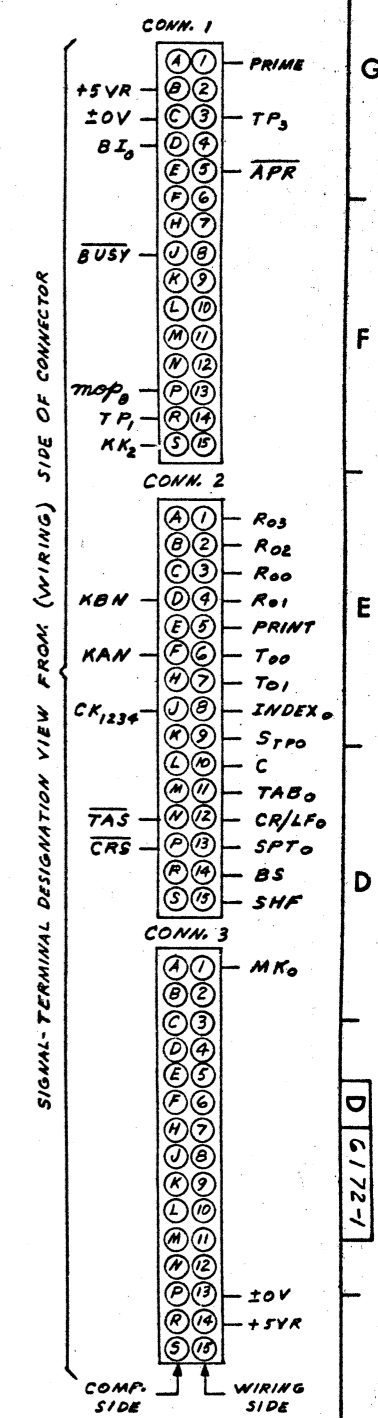 CONN. 1
A 1 PRIME
+5VR B 2
±0V C 3 TP3
BI0 D 4
E 5 APR
F 6
H 7
BUSY J 8
K 9
L 10
M 11
N 12
mop8 P 13
TP1 R 14
KK2 S 15
CONN. 2
A 1 R03
B 2 R02
C 3 R00
KBN D 4 R01
E 5 PRINT
KAN F 6 T00
H 7 T01
CK1234 J 8 INDEX0
K 9 STP0
L 10 C
M 11 TAB0
TAS N 12 CR/LF0
CRS P 13 SPT0
R 14 BS
S 15 SHF
CONN. 3
A 1 MK0
B 2
C 3
D 4
E 5
F 6
H 7
J 8
K 9
L 10
M 11
N 12
P 13 ±0V
R 14 +5VR
S 15
COMP. SIDE
WIRING SIDE
SIGNAL-TERMINAL DESIGNATION VIEW FROM (WIRING) SIDE OF CONNECTOR
G
F
E
D
D 6172-1